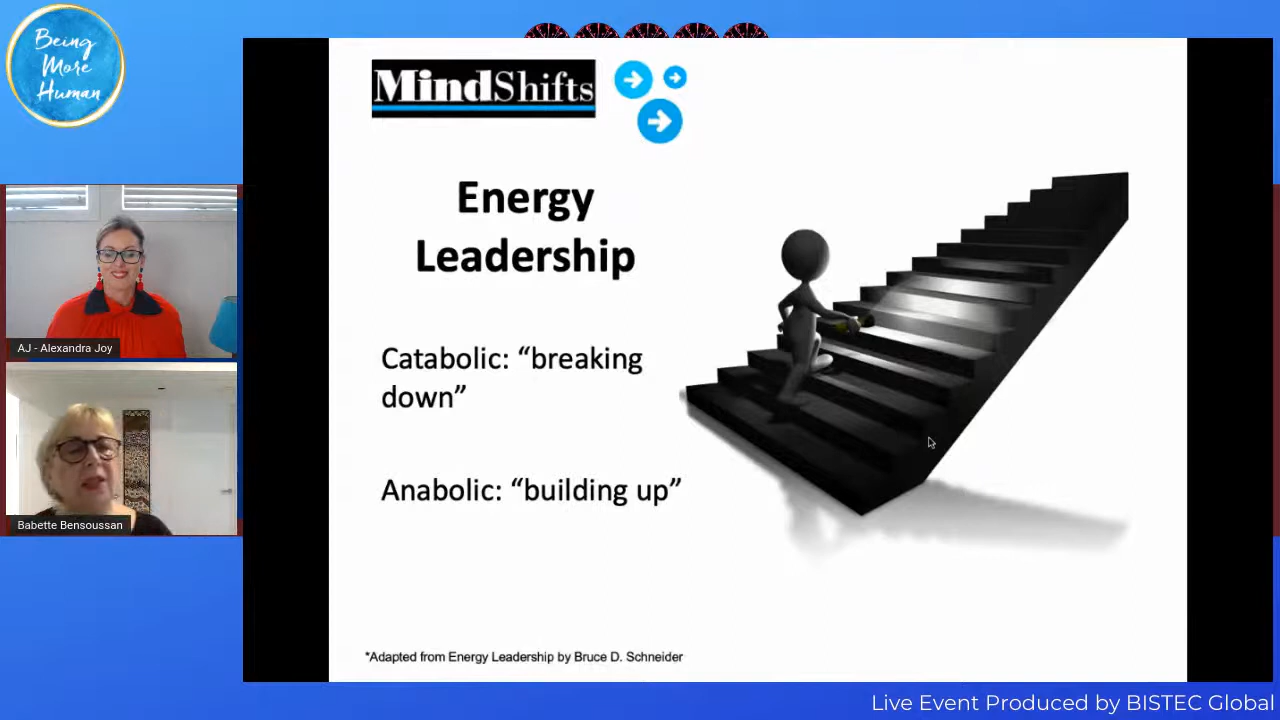 Being
More
Human
MindShifts
Energy
Leadership
Catabolic: “breaking
down”
Anabolic: “building up”
*Adapted from Energy Leadership by Bruce D. Schneider
AJ - Alexandra Joy
Babette Bensoussan
Live Event Produced by BISTEC Global